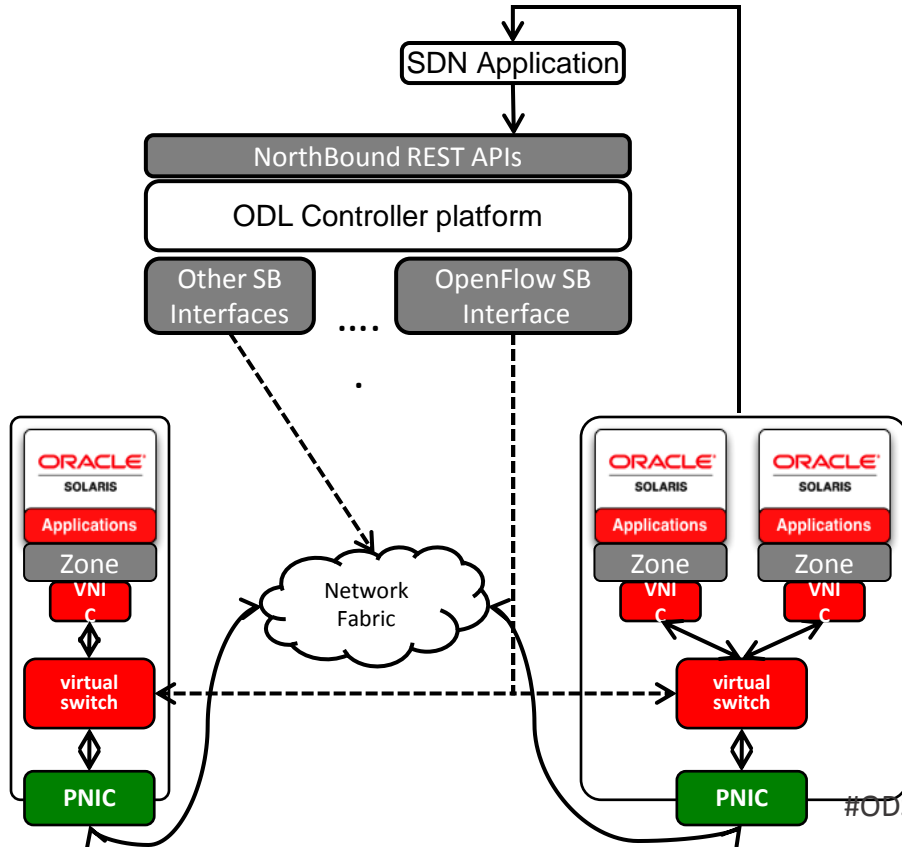 SDN Application
NorthBound REST APIs
ODL Controller platform
Other SB
Interfaces
.....
OpenFlow SB
Interface
ORACLE
SOLARIS
Applications
Zone
VNI
C
virtual
switch
PNIC
Network
Fabric
ORACLE
SOLARIS
Applications
Zone
VNI
C
ORACLE
SOLARIS
Applications
Zone
VNI
C
virtual
switch
PNIC